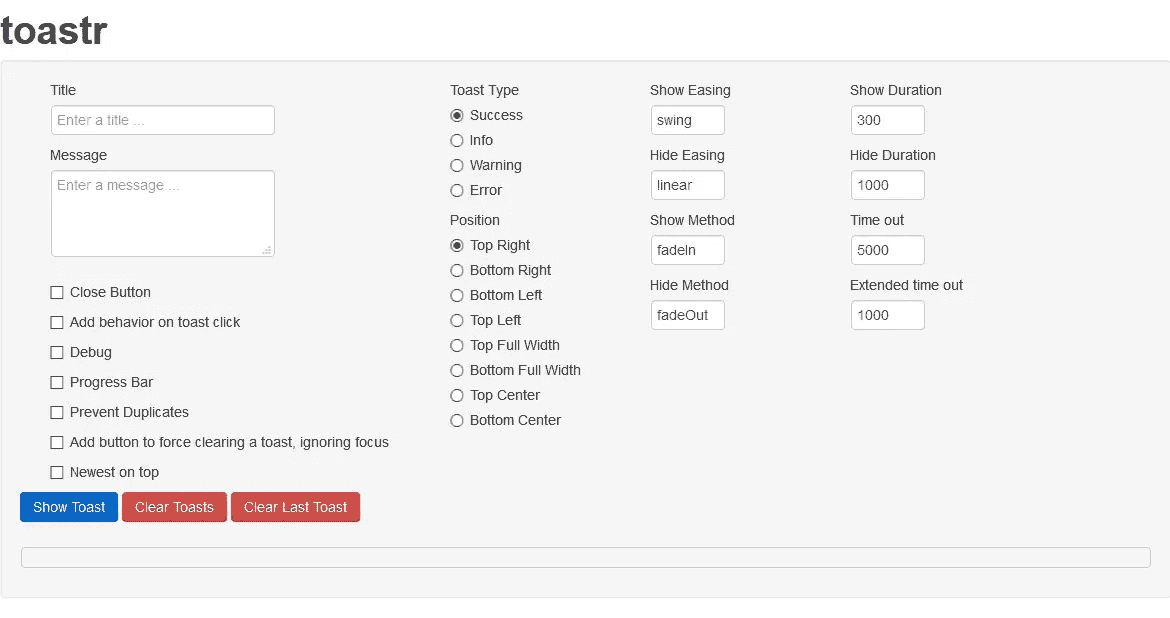 toastr
Title
Enter a title ...
Message
Enter a message ...
Close Button
Add behavior on toast click
Debug
Progress Bar
Prevent Duplicates
Add button to force clearing a toast, ignoring focus
Newest on top
Toast Type
Success
Info
Warning
Error
Position
Top Right
Bottom Right
Bottom Left
Top Left
Top Full Width
Bottom Full Width
Top Center
Bottom Center
Show Easing
swing
Hide Easing
linear
Show Method
fadeIn
Hide Method
fadeOut
Show Duration
300
Hide Duration
1000
Time out
5000
Extended time out
1000
Show Toast Clear Toasts Clear Last Toast